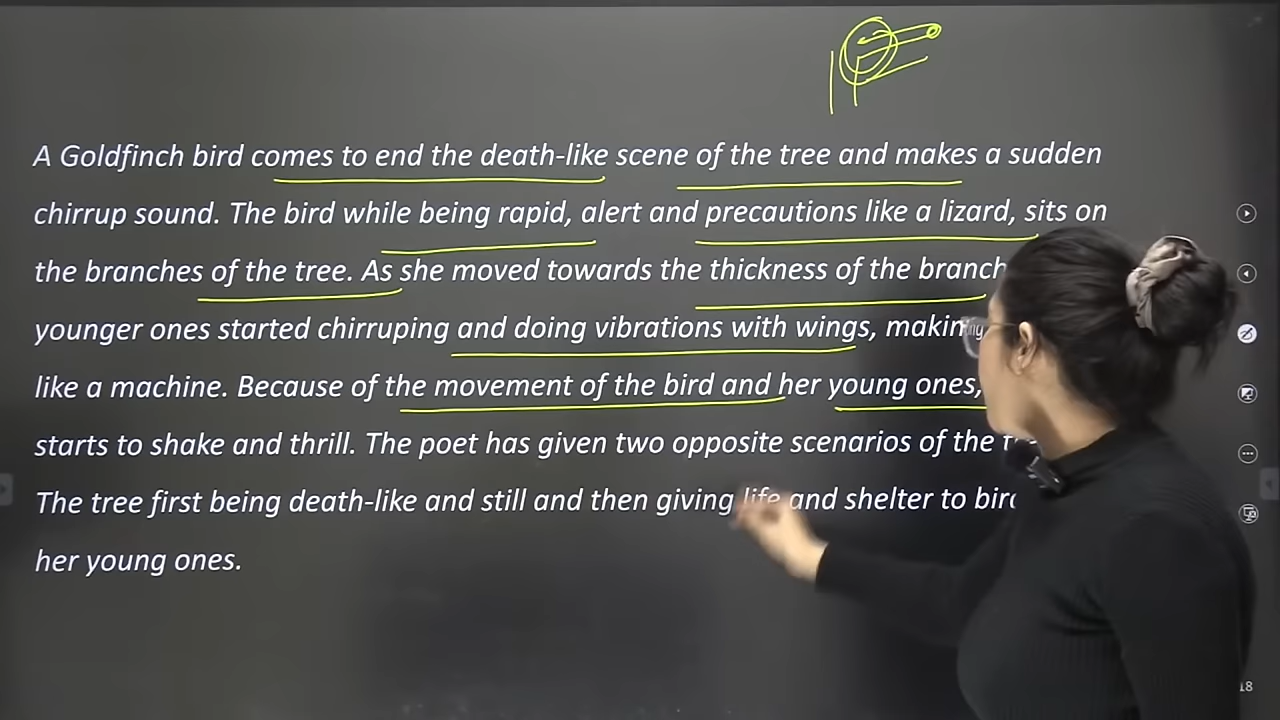 A Goldfinch bird comes to end the death-like scene of the tree and makes a sudden
chirrup sound. The bird while being rapid, alert and precautions like a lizard, sits on
the branches of the tree. As she moved towards the thickness of the branch
younger ones started chirruping and doing vibrations with wings,
like a machine. Because of the movement of the bird and her young ones,
starts to shake and thrill. The poet has given two opposite scenarios of the
The tree first being death-like and still and then giving life and shelter to
her young ones.
18